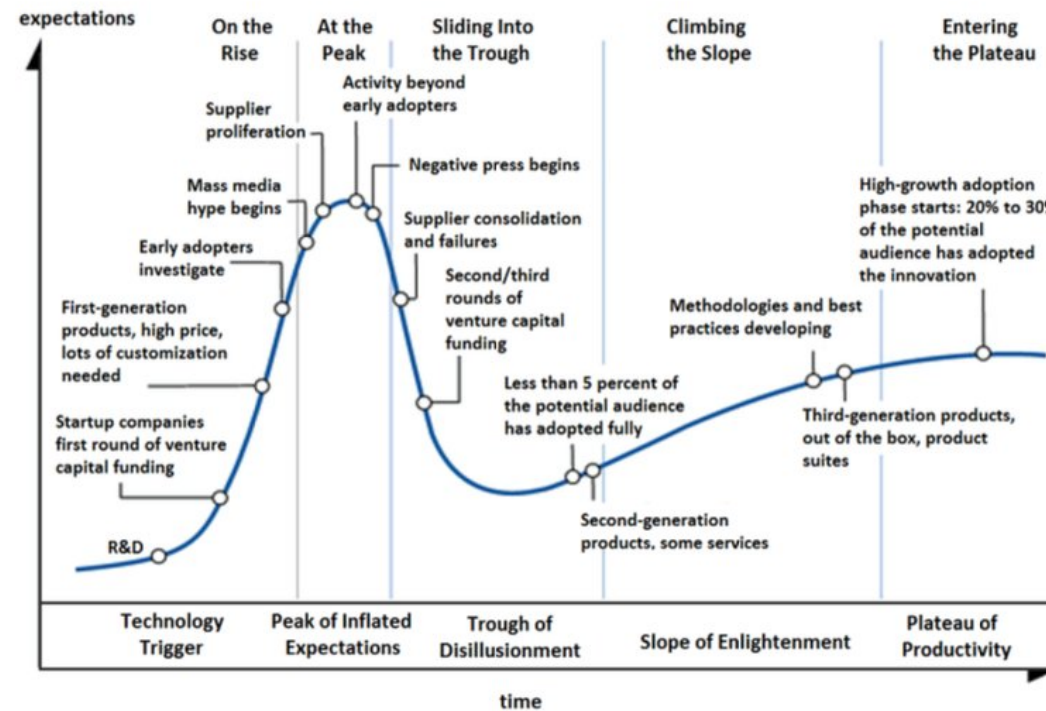 expectations
On the
Rise
At the
Peak
Sliding Into
the Trough
Climbing
the Slope
Entering
the Plateau
Activity beyond
early adopters
Supplier
proliferation
Negative press begins
Mass media
hype begins
Supplier consolidation
and failures
Early adopters
investigate
Second/third
rounds of
venture capital
funding
First-generation
products, high price,
lots of customization
needed
Startup companies
first round of venture
capital funding
R&D
Less than 5 percent of
the potential audience
has adopted fully
Second-generation
products, some services
Methodologies and best
practices developing
Third-generation products,
out of the box, product
suites
High-growth adoption
phase starts: 20% to 30%
of the potential
audience has adopted
the innovation
Technology
Trigger
Peak of Inflated
Expectations
Trough of
Disillusionment
Slope of Enlightenment
Plateau of
Productivity
time